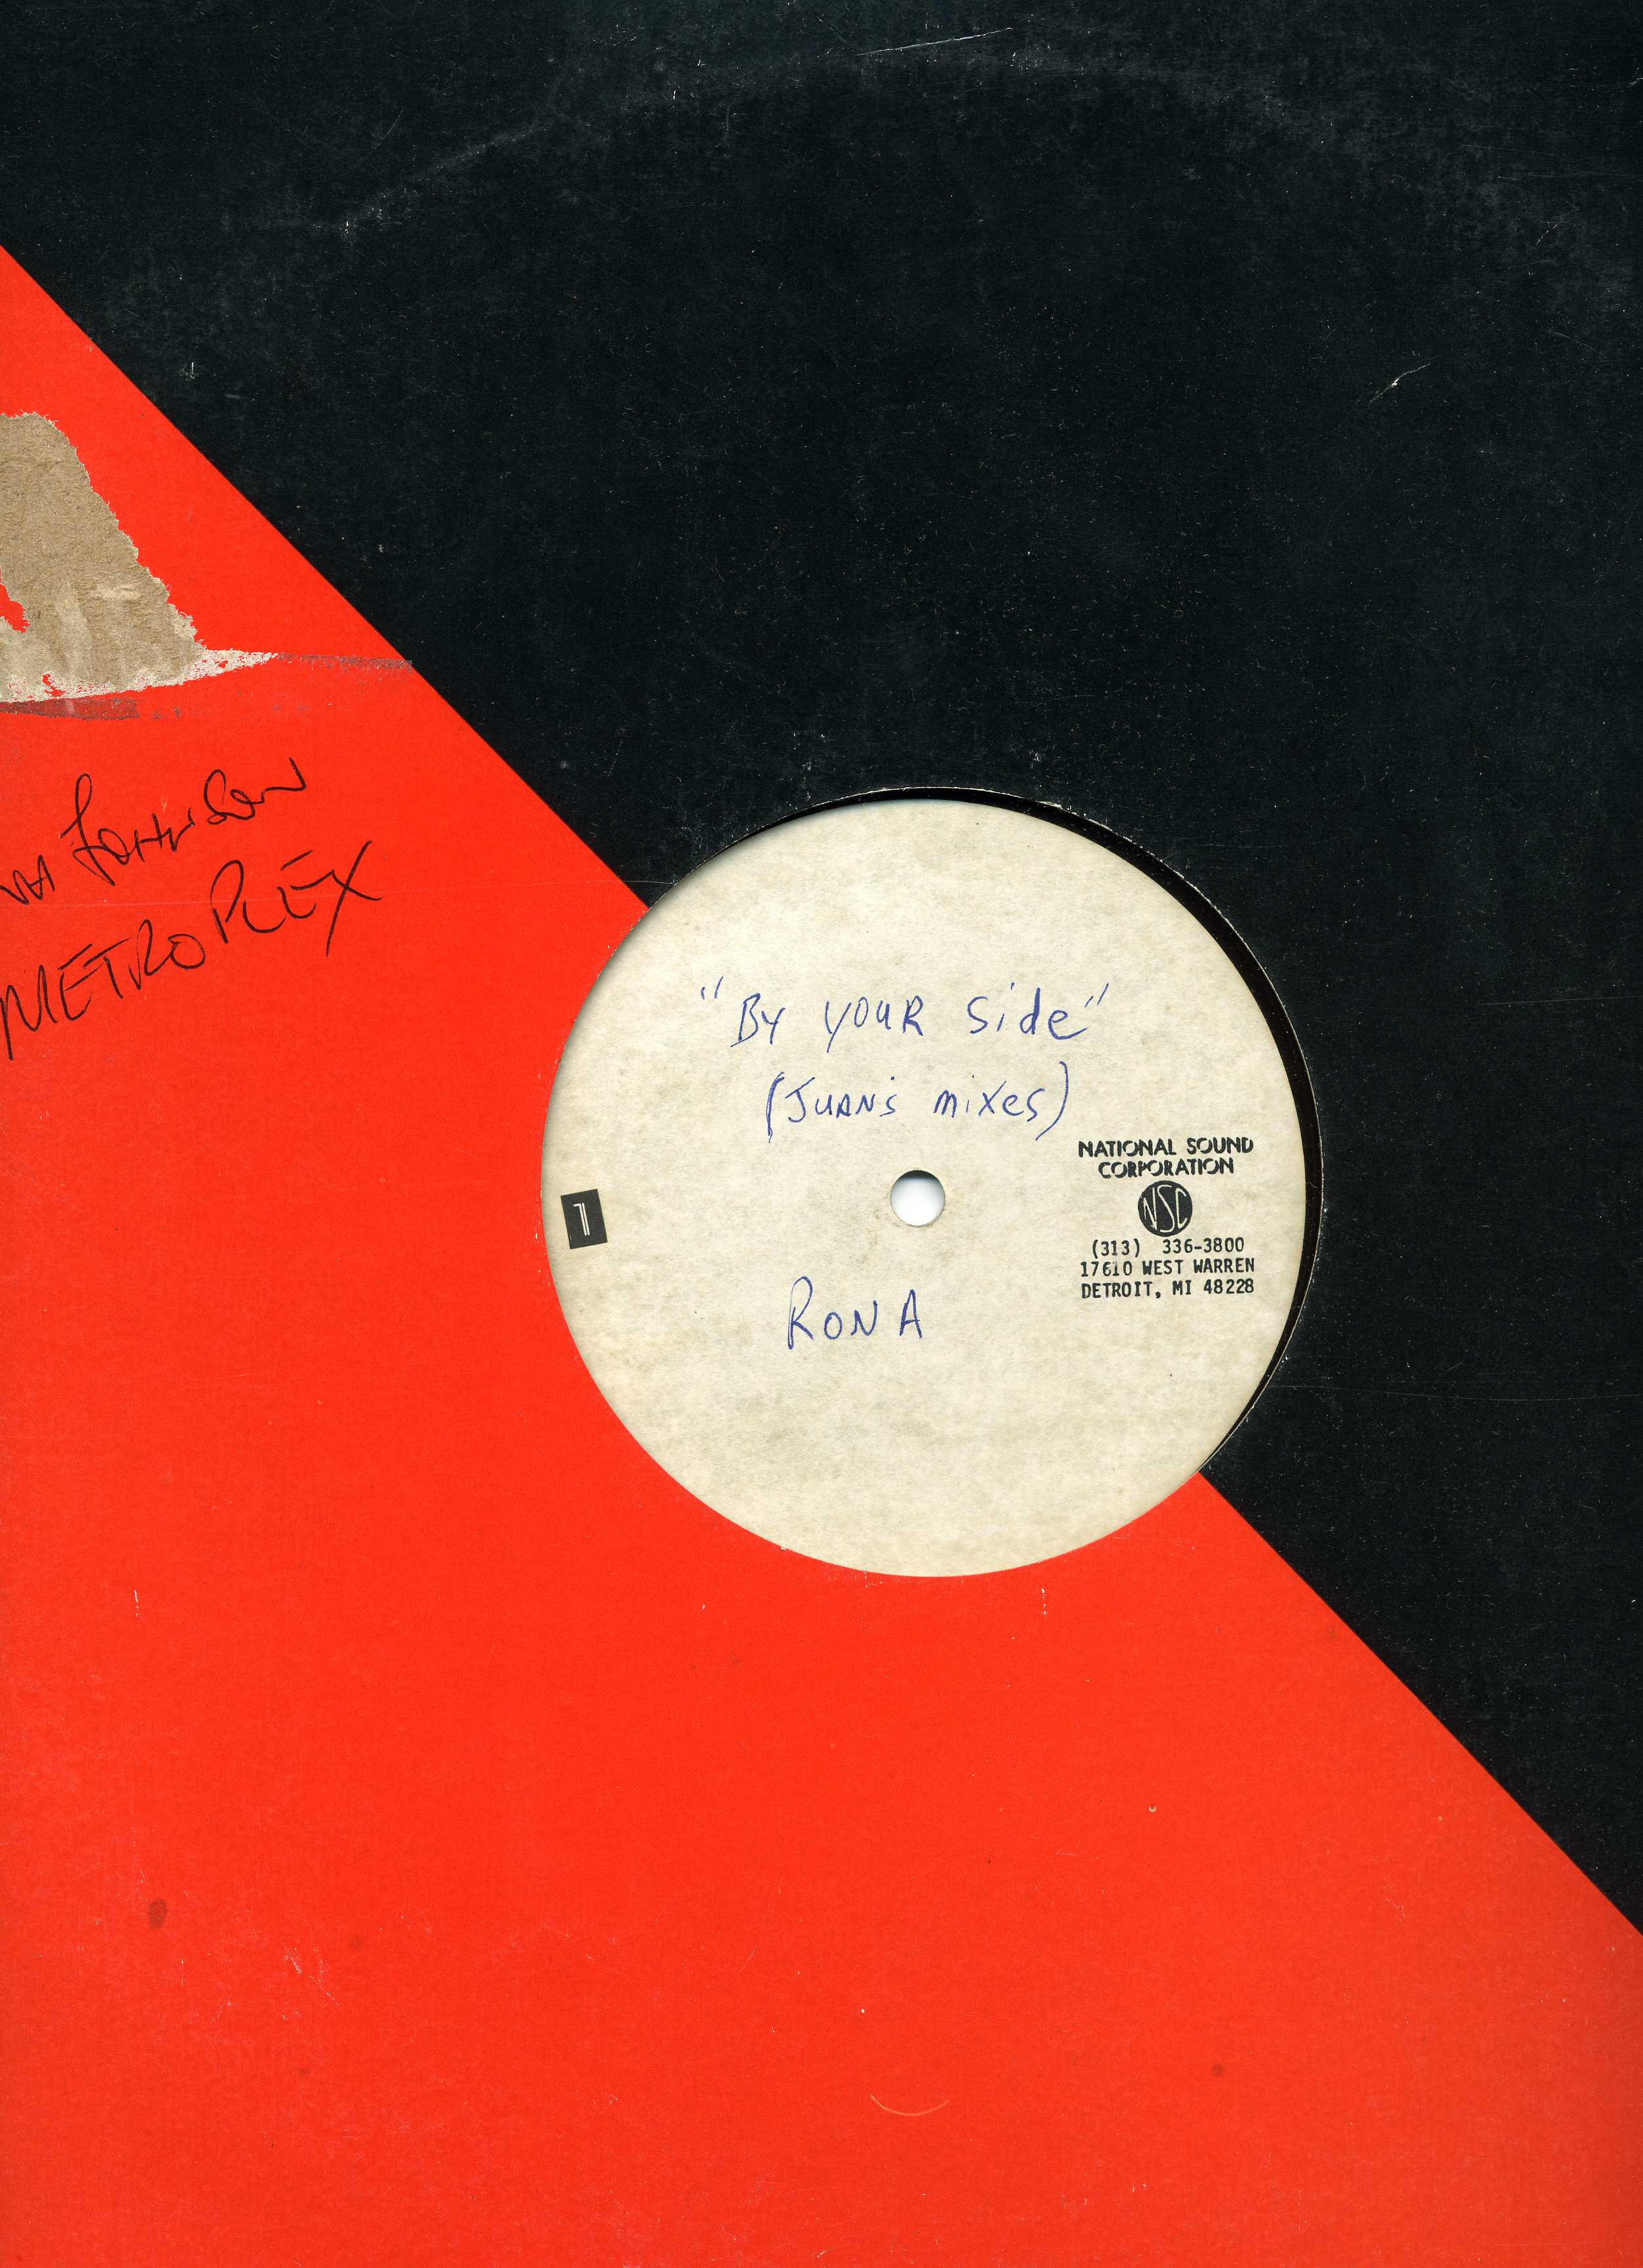 METROPLEX
"By YOUR Side"
(JUAN'S mixes)
NATIONAL SOUND
CORPORATION
NSC
(313) 336-3800
17610 WEST WARREN
DETROIT, MI 48228
1
RONA